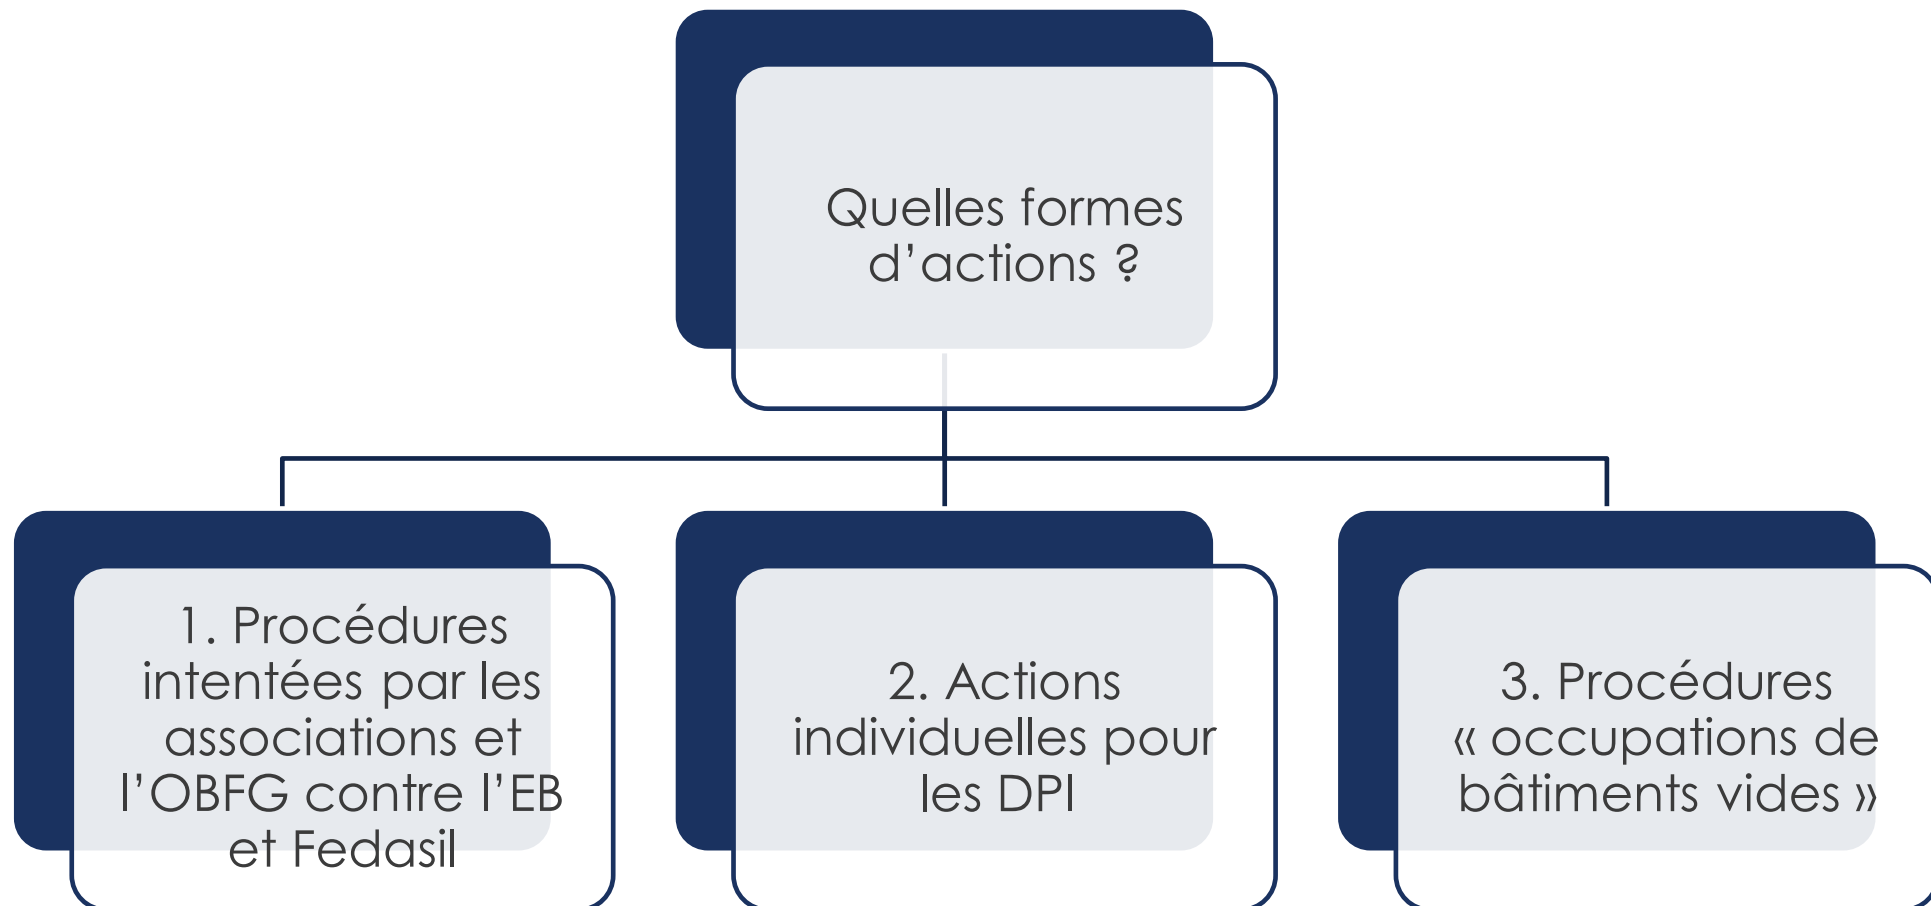 Quelles formes
d’actions ?
1. Procédures
intentées par les
associations et
l’OBFG contre l’EB
et Fedasil
2. Actions
individuelles pour
les DPI
3. Procédures
« occupations de
bâtiments vides »